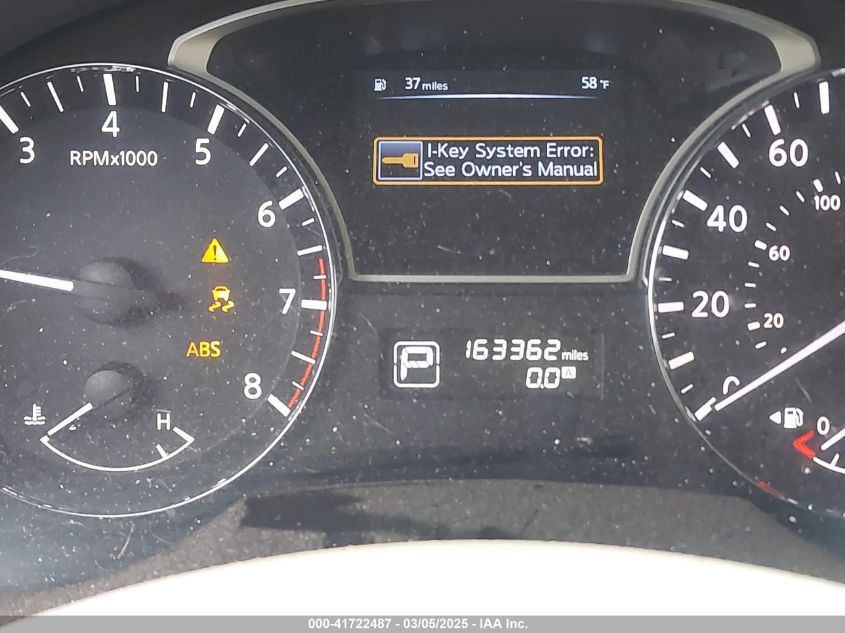 37 miles 58 °F
I-Key System Error:
See Owner's Manual
3 4 5 6 7 8
RPMx1000
ABS
H
P
163362 miles
0.0 A
0 20 40 60
20 60 100
0
000-41722487 - 03/05/2025 - IAA Inc.